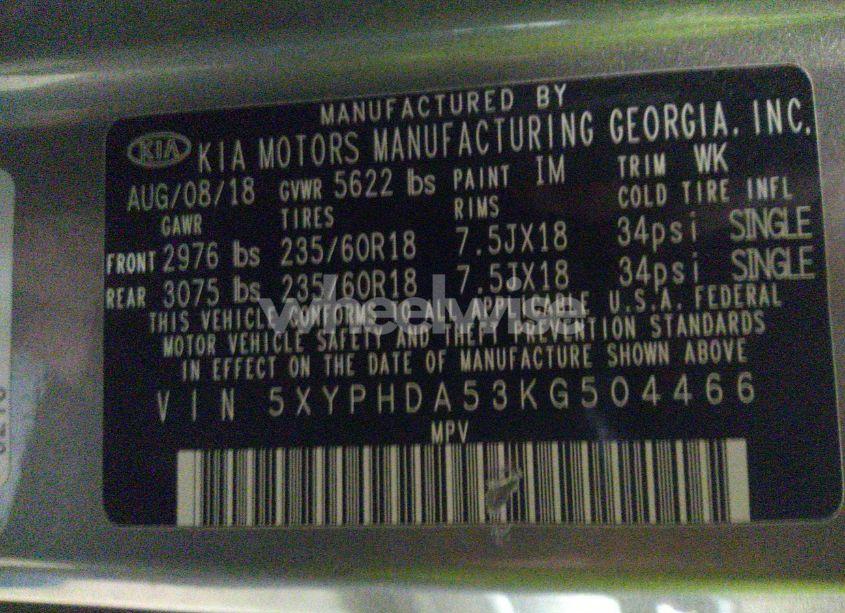 MANUFACTURED BY
KIA KIA MOTORS MANUFACTURING GEORGIA. INC.
AUG/08/18 GVWR 5622 lbs PAINT IM TRIM WK
GAWR TIRES RIMS COLD TIRE INFL
FRONT 2976 lbs 235/60R18 7.5JX18 34psi SINGLE
REAR 3075 lbs 235/60R18 7.5JX18 34psi SINGLE
wheelwise
THIS VEHICLE CONFORMS TO ALL APPLICABLE U.S.A. FEDERAL
MOTOR VEHICLE SAFETY AND THEFT PREVENTION STANDARDS
IN EFFECT ON THE DATE OF MANUFACTURE SHOWN ABOVE
VIN 5XYPHDA53KG504466
MPV